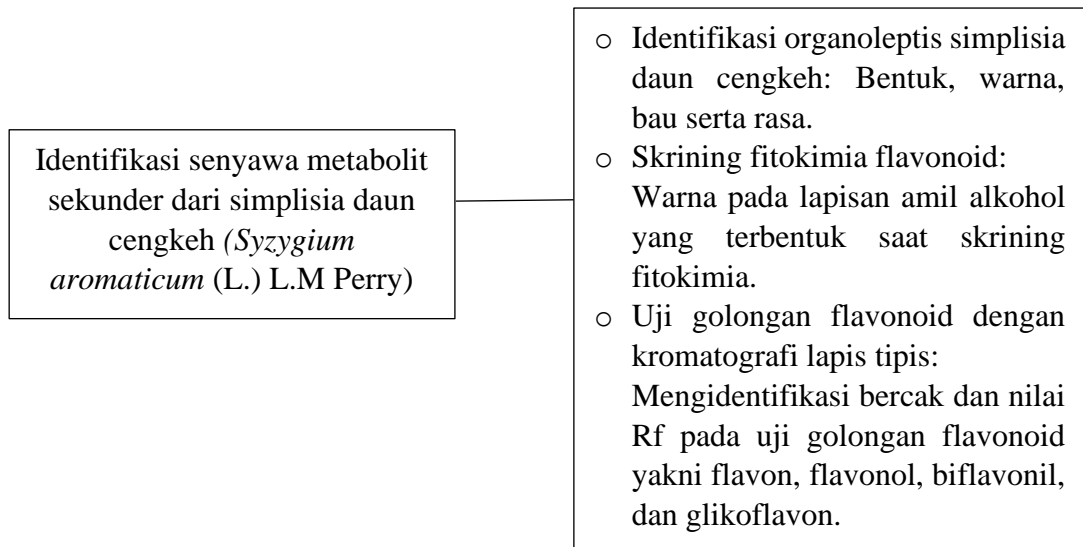 Identifikasi senyawa metabolit
sekunder dari simplisia daun
cengkeh (Syzygium
aromaticum (L.) L.M Perry)
○ Identifikasi organoleptis simplisia
daun cengkeh: Bentuk, warna,
bau serta rasa.
○ Skrining fitokimia flavonoid:
Warna pada lapisan amil alkohol
yang terbentuk saat skrining
fitokimia.
○ Uji golongan flavonoid dengan
kromatografi lapis tipis:
Mengidentifikasi bercak dan nilai
Rf pada uji golongan flavonoid
yakni flavon, flavonol, biflavonil,
dan glikoflavon.